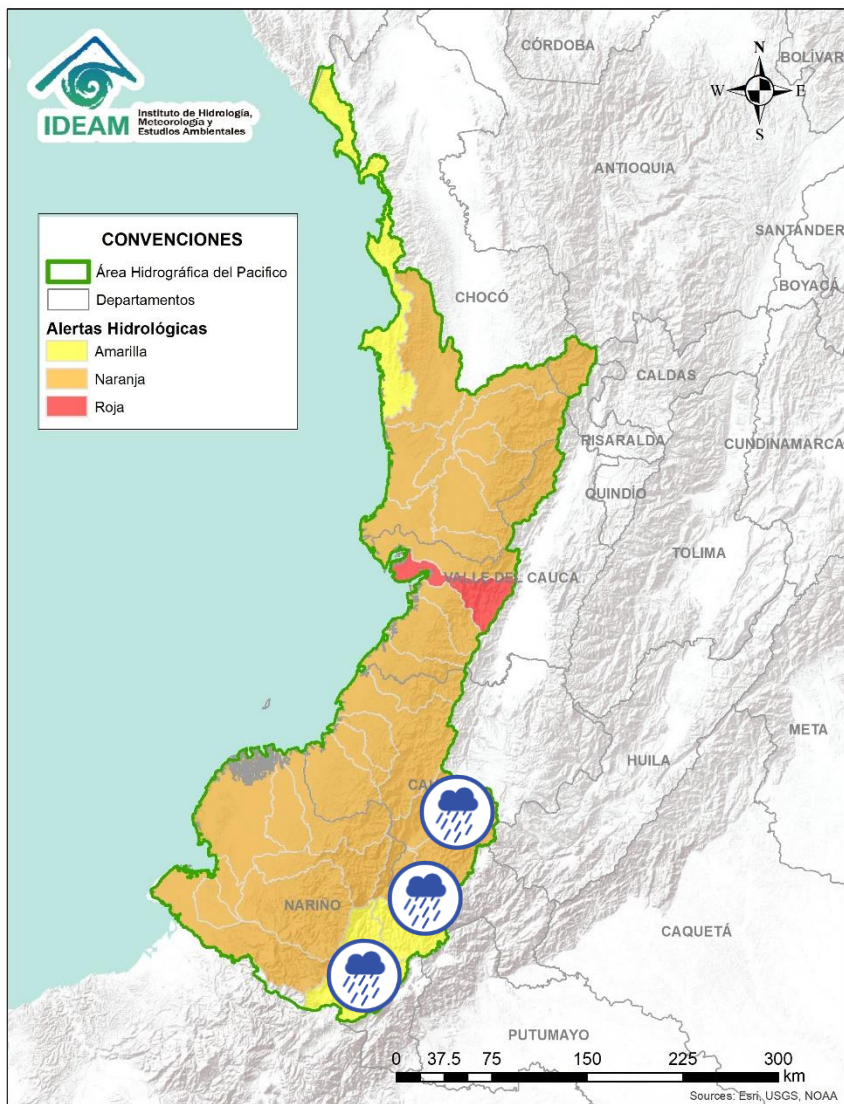 IDEAM
Instituto de Hidrología,
Meteorología y
Estudios Ambientales
CÓRDOBA
BOLÍVAR
N
W E
S
ANTIOQUIA
SANTANDER
BOYACÁ
CONVENCIONES
Área Hidrográfica del Pacifico
Departamentos
Alertas Hidrológicas
Amarilla
Naranja
Roja
CHOCÓ
CALDAS
RISARALDA
CUNDINAMARCA
QUINDÍO
TOLIMA
VALLE DEL CAUCA
META
HUILA
NARIÑO
CAQUETÁ
PUTUMAYO
0 37.5 75 150 225 300
km
Sources: Esri, USGS, NOAA